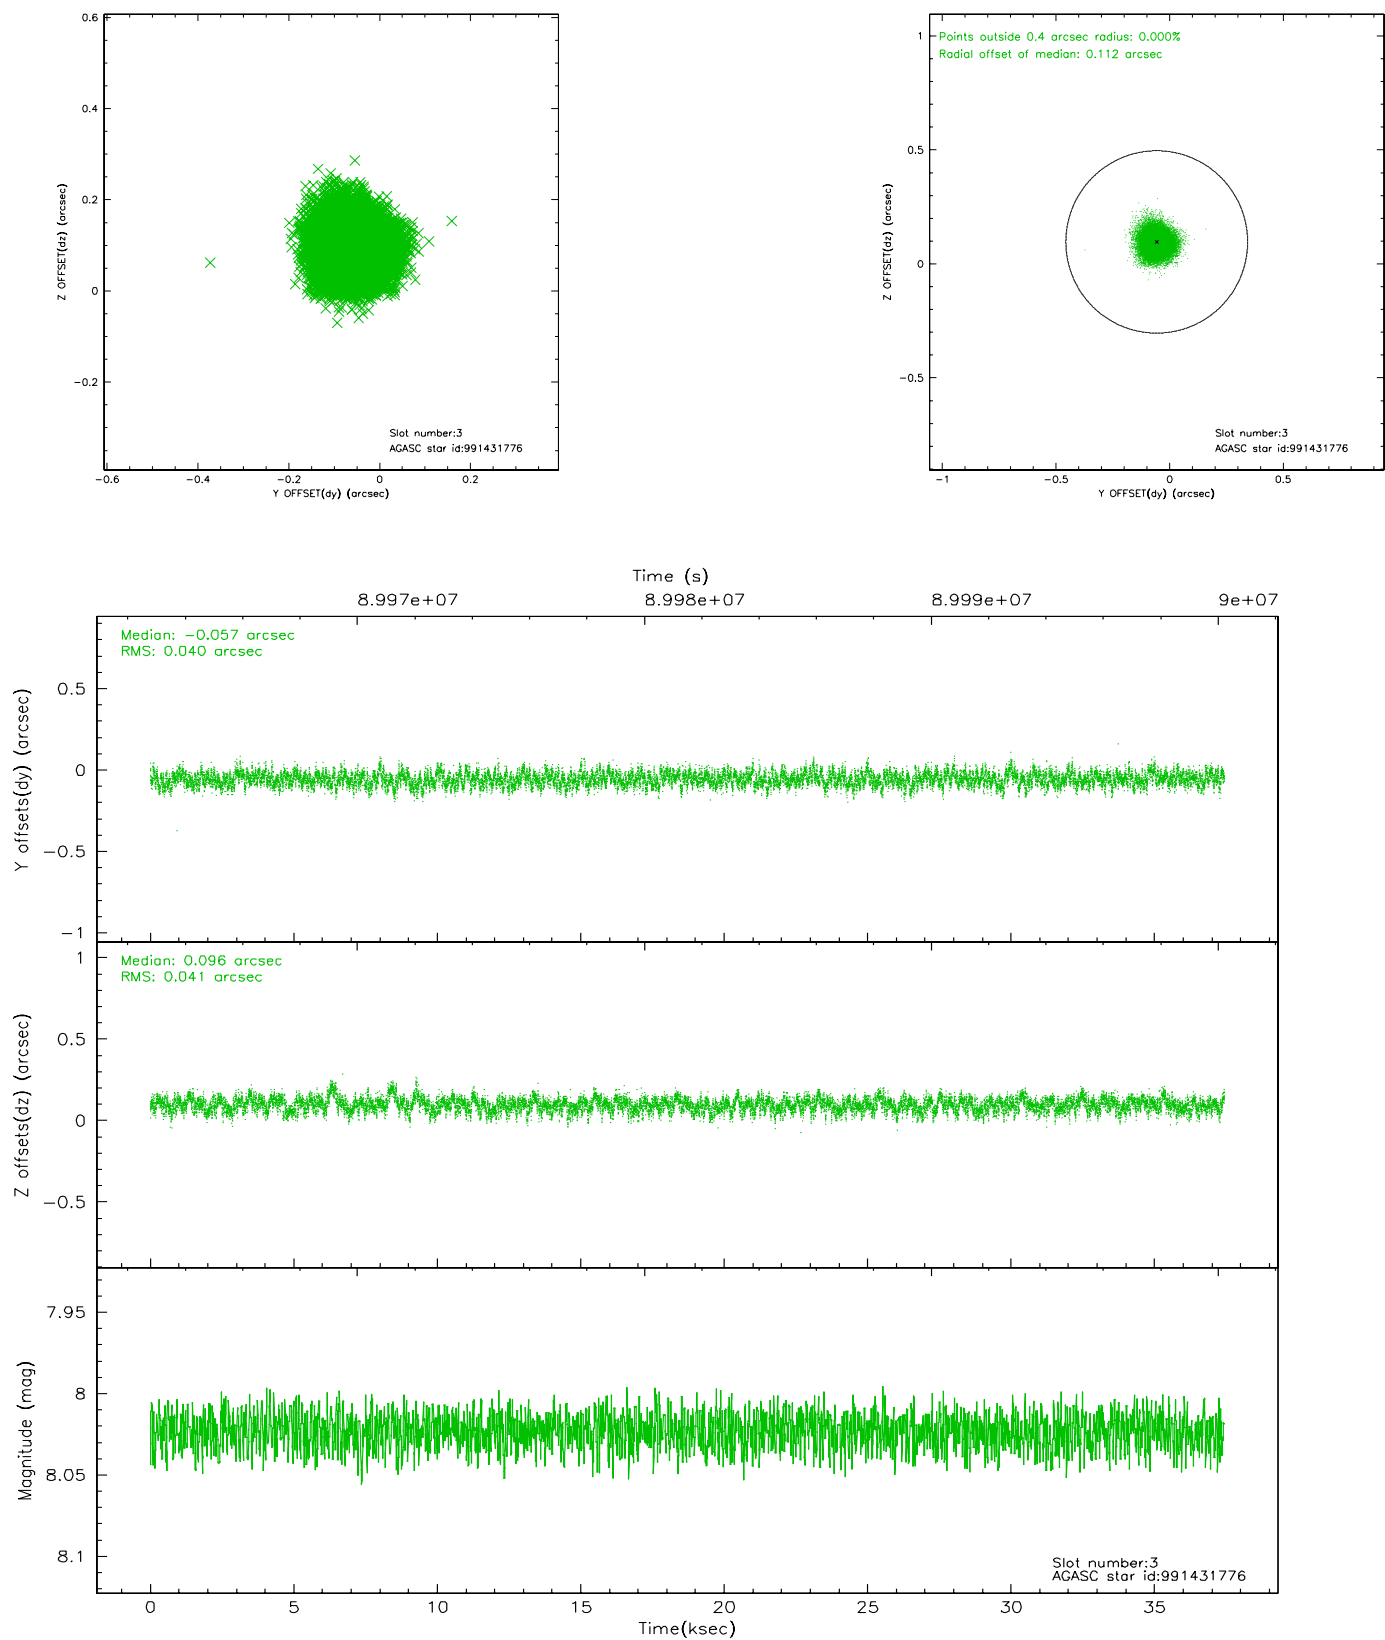 0.6
0.4
0.2
0
−0.2
−0.6
−0.4
−0.2
0
0.2
Z OFFSET(dz) (arcsec)
Y OFFSET(dy) (arcsec)
Slot number:3
AGASC star id:991431776
Points outside 0.4 arcsec radius: 0.000%
Radial offset of median: 0.112 arcsec
1
0.5
0
−0.5
−1
−0.5
0
0.5
Z OFFSET(dz) (arcsec)
Y OFFSET(dy) (arcsec)
Slot number:3
AGASC star id:991431776
Time (s)
8.997e+07
8.998e+07
8.999e+07
9e+07
Median: −0.057 arcsec
RMS: 0.040 arcsec
0.5
0
−0.5
−1
Y offsets(dy) (arcsec)
Median: 0.096 arcsec
RMS: 0.041 arcsec
1
0.5
0
−0.5
Z offsets(dz) (arcsec)
7.95
8
8.05
8.1
Magnitude (mag)
Slot number:3
AGASC star id:991431776
0
5
10
15
20
25
30
35
Time(ksec)